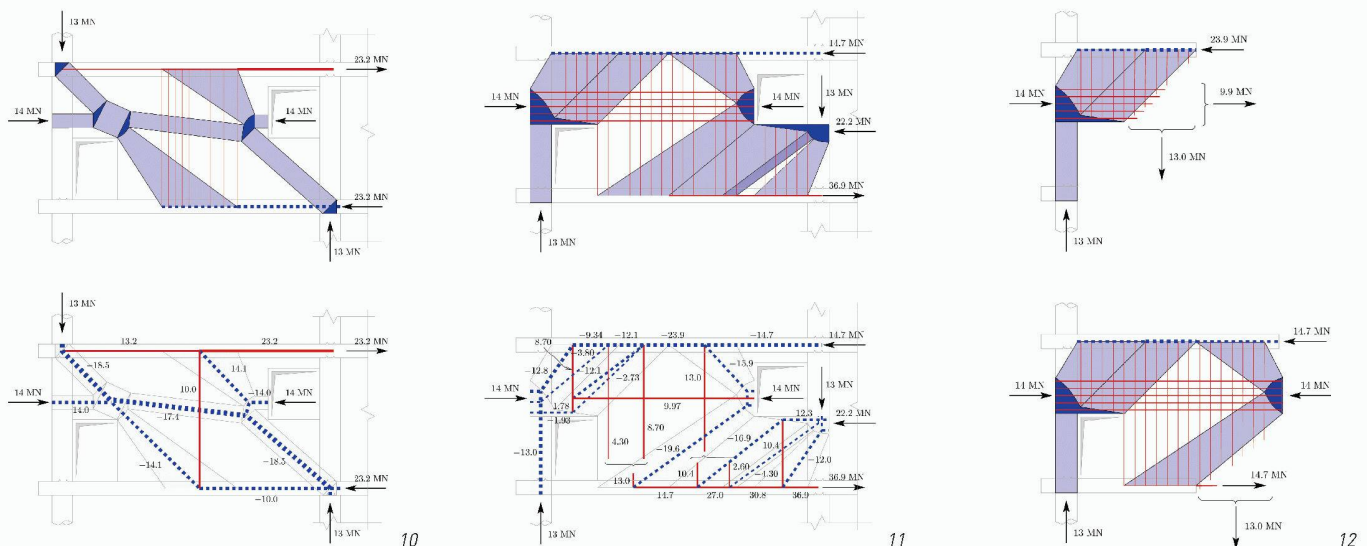 13 MN
23.2 MN
14 MN
14 MN
23.2 MN
13 MN
14.7 MN
14 MN
14 MN
13 MN
22.2 MN
36.9 MN
13 MN
23.9 MN
14 MN
9.9 MN
13.0 MN
13 MN
13 MN
13.2
23.2
23.2 MN
−18.5
14.1
10.0
14 MN
−14.0
14 MN
14.0
−17.4
−14.1
−18.5
23.2 MN
−10.0
13 MN
10
−9.34
−12.1
−23.9
−14.7
14.7 MN
8.70
−3.80
−12.8
−12.1
−2.73
13.0
−15.9
14 MN
14 MN
13 MN
1.78
9.97
−1.93
12.3
22.2 MN
8.70
−16.9
10.4
4.30
−19.6
−13.0
2.60
−12.0
10.4
−4.30
13.0
36.9 MN
27.0
30.8
36.9
13 MN
11
14.7 MN
14 MN
14 MN
14.7 MN
13.0 MN
13 MN
12